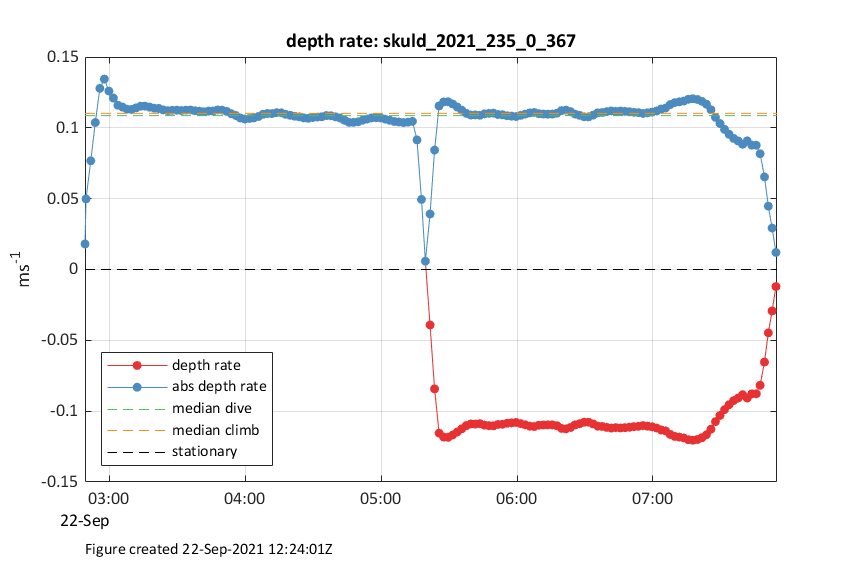 depth rate: skuld_2021_235_0_367
0.15
0.1
0.05
0
-0.05
-0.1
-0.15
ms-1
depth rate
abs depth rate
median dive
median climb
stationary
03:00 04:00 05:00 06:00 07:00
22-Sep
Figure created 22-Sep-2021 12:24:01Z